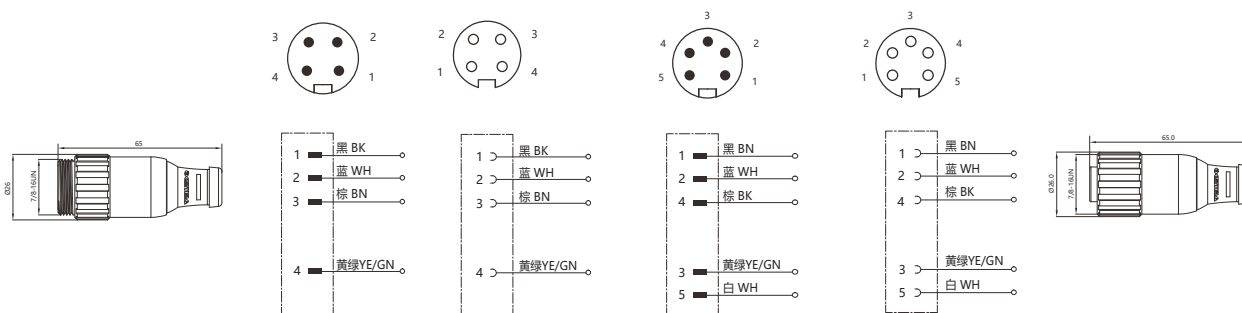 3 2
4 1
2 3
1 4
3
4 2
5 1
3
2 4
1 5
65
Ø26
7/8-16UN
1 黑 BK
2 蓝 WH
3 棕 BN
4 黄绿YE/GN
1 黑 BK
2 蓝 WH
3 棕 BN
4 黄绿YE/GN
1 黑 BN
2 蓝 WH
4 棕 BK
3 黄绿YE/GN
5 白 WH
1 黑 BN
2 蓝 WH
4 棕 BK
3 黄绿YE/GN
5 白 WH
65.0
Ø26.0
7/8-16UN